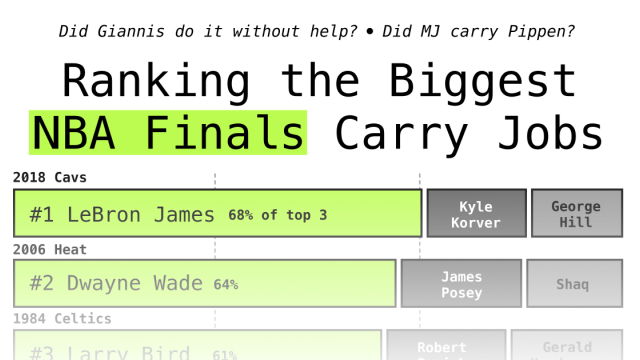 Did Giannis do it without help? • Did MJ carry Pippen?
Ranking the Biggest
NBA Finals Carry Jobs
2018 Cavs
#1 LeBron James 68% of top 3
Kyle
Korver
George
Hill
2006 Heat
#2 Dwayne Wade 64%
James
Posey
Shaq
1984 Celtics
#3 Larry Bird 61%
Robert
Gerald